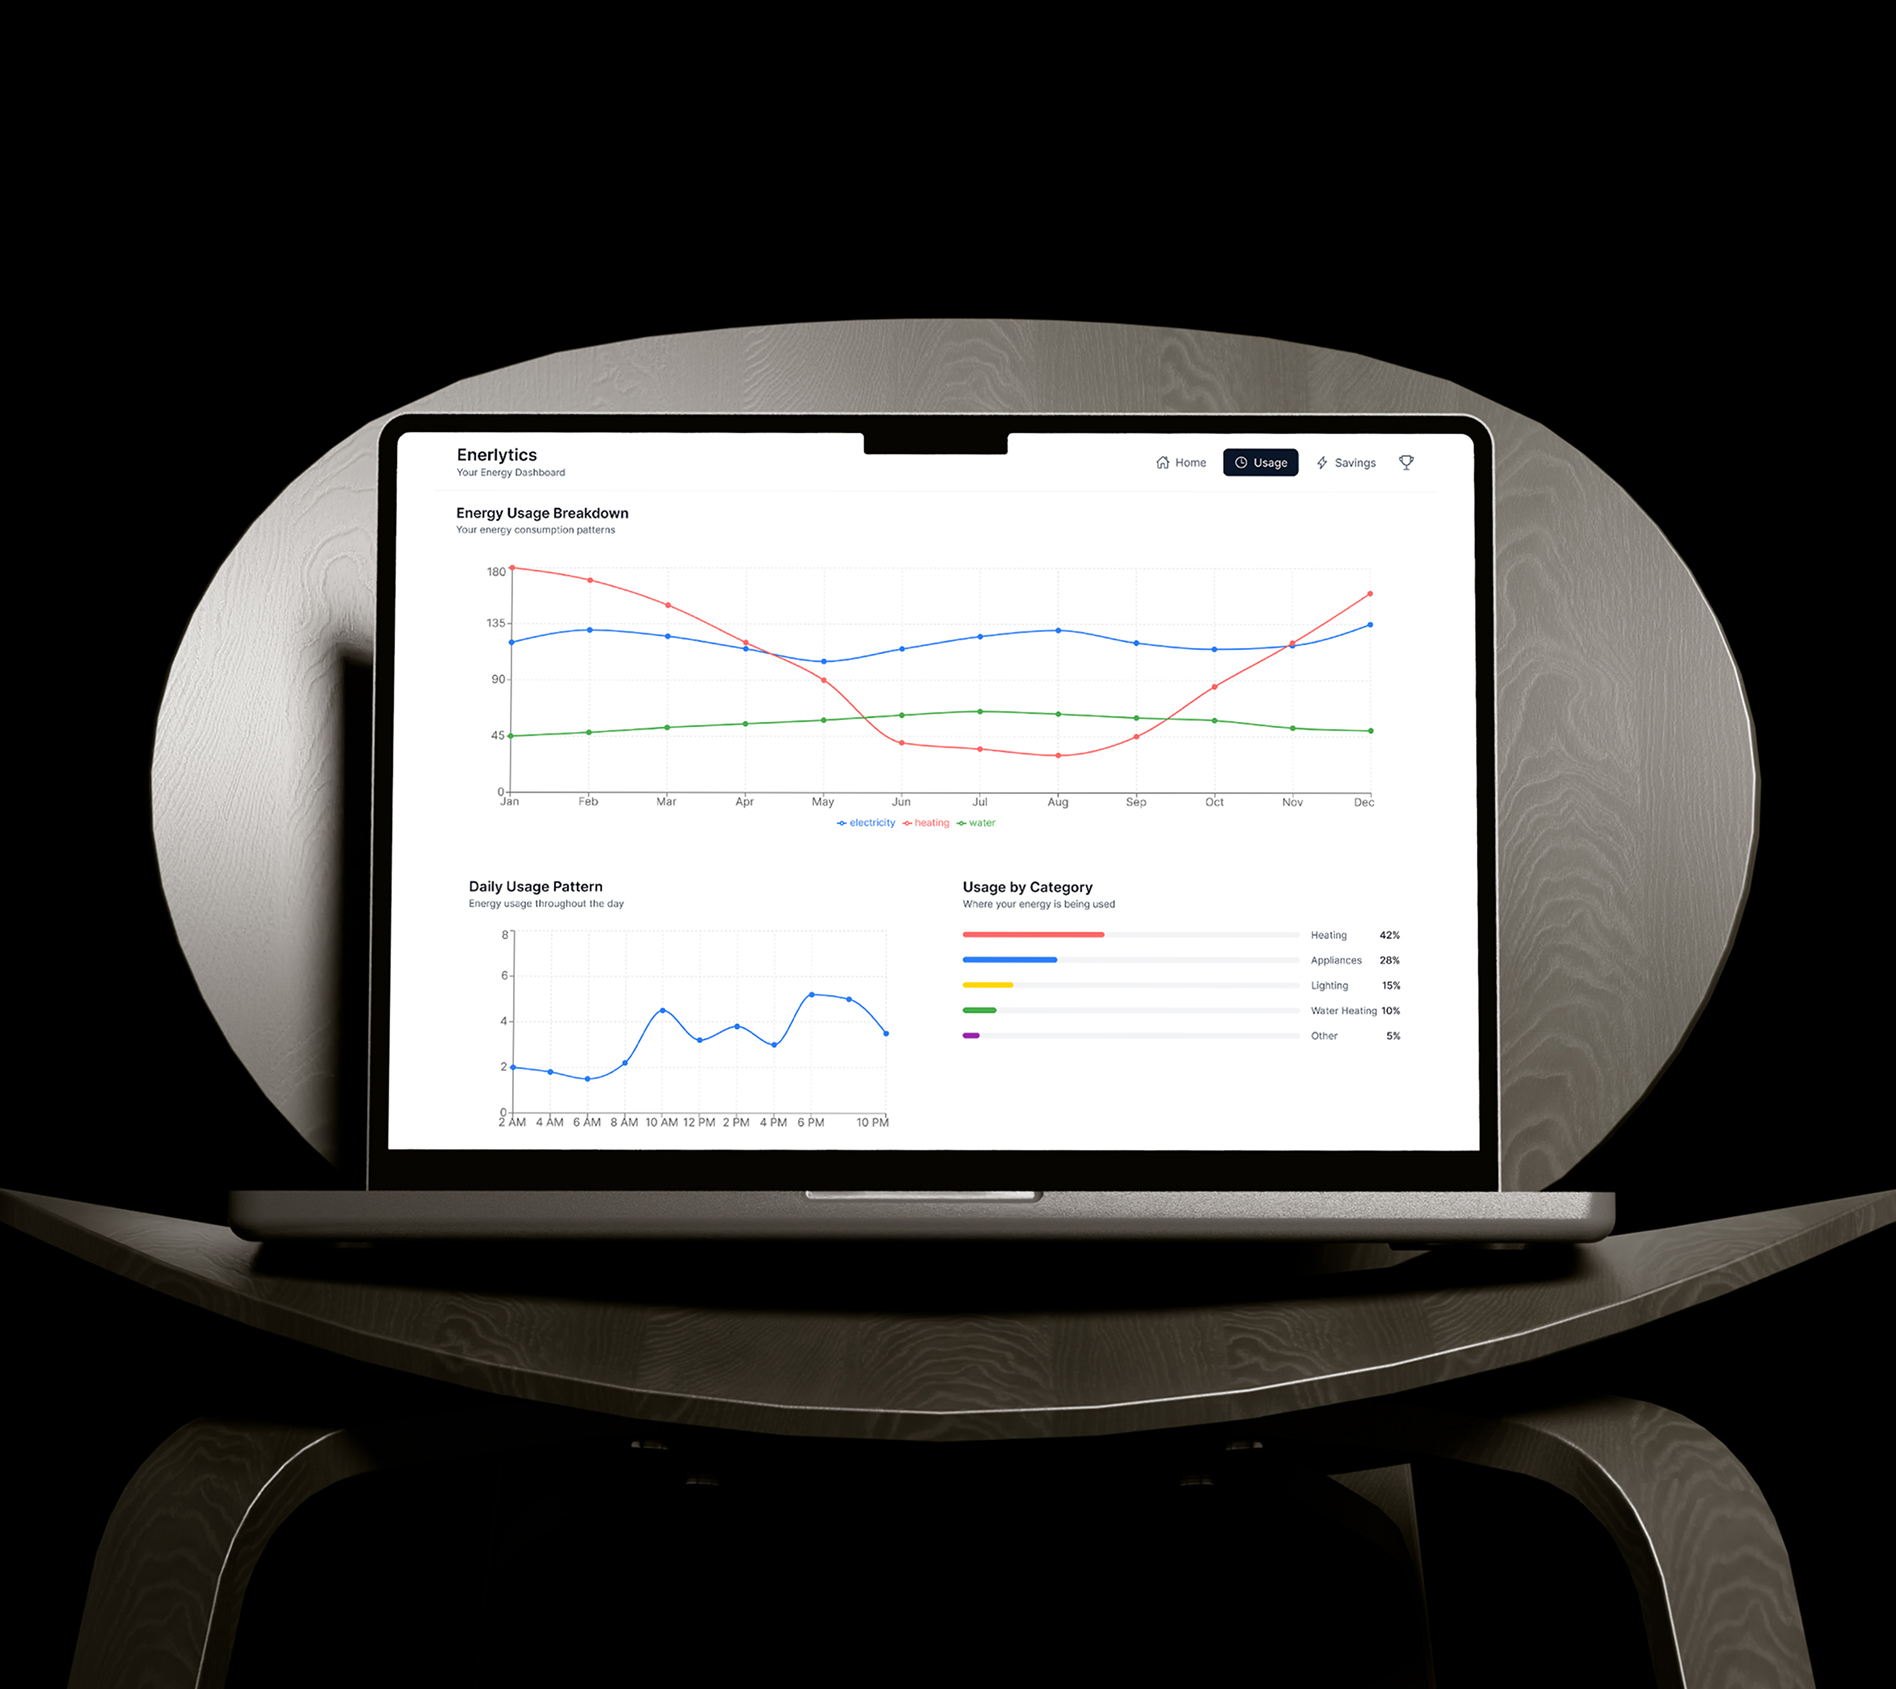 Enerlytics
Your Energy Dashboard
Home
Usage
Savings
Energy Usage Breakdown
Your energy consumption patterns
180
135
90
45
0
Jan Feb Mar Apr May Jun Jul Aug Sep Oct Nov Dec
electricity heating water
Daily Usage Pattern
Energy usage throughout the day
8
6
4
2
0
2 AM 4 AM 6 AM 8 AM 10 AM 12 PM 2 PM 4 PM 6 PM 10 PM
Usage by Category
Where your energy is being used
Heating 42%
Appliances 28%
Lighting 15%
Water Heating 10%
Other 5%